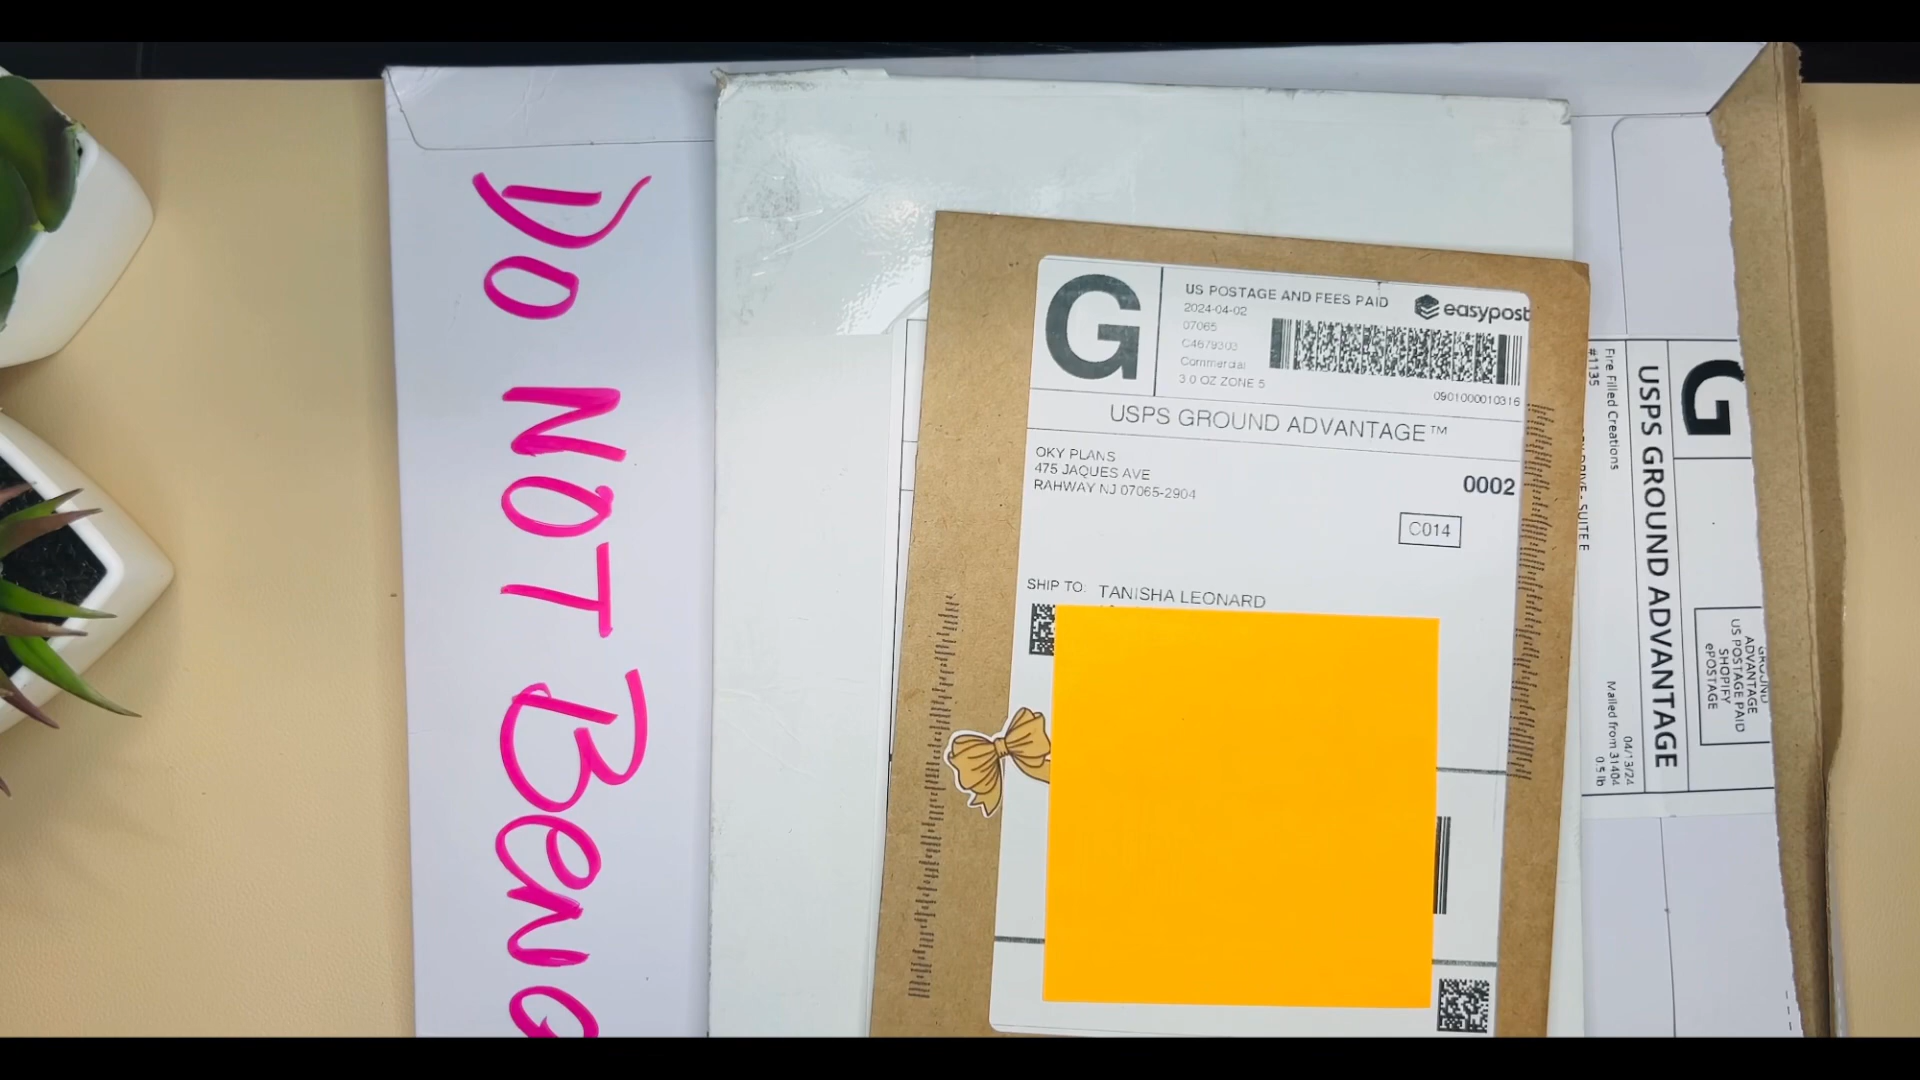 DO NOT BEND
G
US POSTAGE AND FEES PAID
2024-04-02
07065
C4679303
Commercial
3.0 OZ ZONE 5
easypost
0901000010316
USPS GROUND ADVANTAGE™
OKY PLANS
475 JAQUES AVE
RAHWAY NJ 07065-2904
0002
C014
SHIP TO: TANISHA LEONARD
G
USPS GROUND ADVANTAGE
Fire Filled Creations
#1135
SUITE E
ADVANTAGE
US POSTAGE PAID
SHOPIFY
ePOSTAGE
04/13/24
Mailed from 31404
0.5 lb